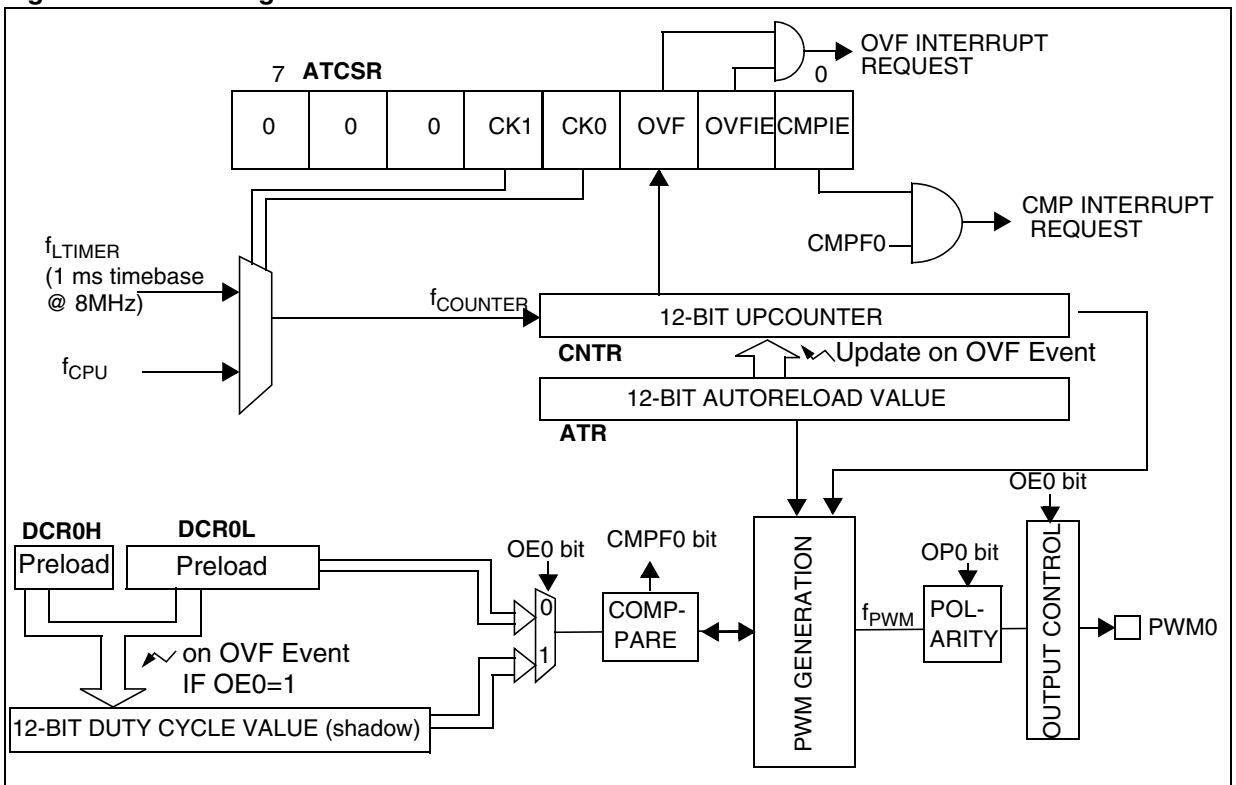 OVF INTERRUPT
REQUEST
7 ATCSR 0
0 0 0 CK1 CK0 OVF OVFIE CMPIE
CMP INTERRUPT
REQUEST
CMPF0
fLTIMER
(1 ms timebase
@ 8MHz)
fCOUNTER
12-BIT UPCOUNTER
CNTR
Update on OVF Event
fCPU
12-BIT AUTORELOAD VALUE
ATR
OE0 bit
DCR0H
DCR0L
Preload
Preload
OE0 bit
CMPF0 bit
0
1
COMP-
PARE
PWM GENERATION
fPWM
OP0 bit
POL-
ARITY
OUTPUT CONTROL
PWM0
on OVF Event
IF OE0=1
12-BIT DUTY CYCLE VALUE (shadow)